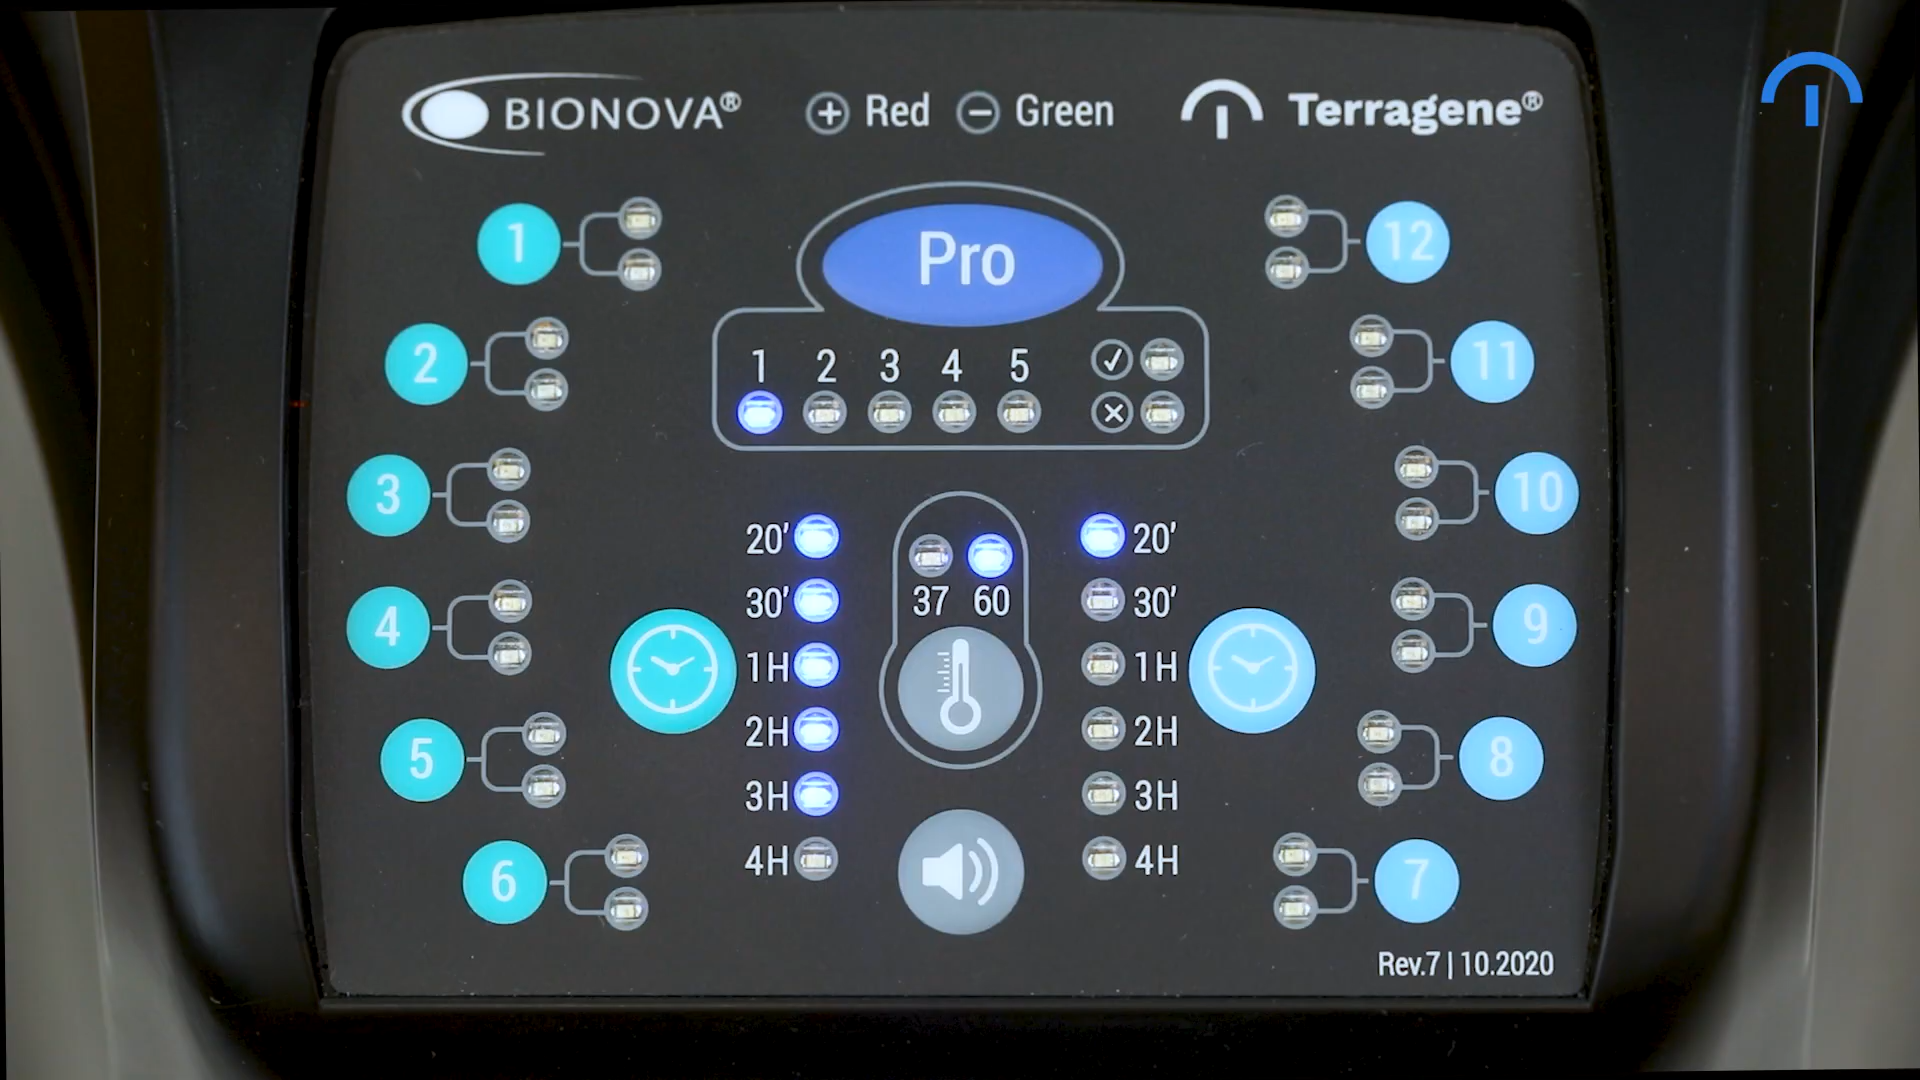 BIONOVA® + Red − Green Terragene®
1 Pro 12
2 11
1 2 3 4 5 ✓
✕
3 10
20' 20'
37 60
30' 30'
4 9
1H 1H
2H 2H
5 8
3H 3H
4H 4H
6 7
Rev.7 | 10.2020